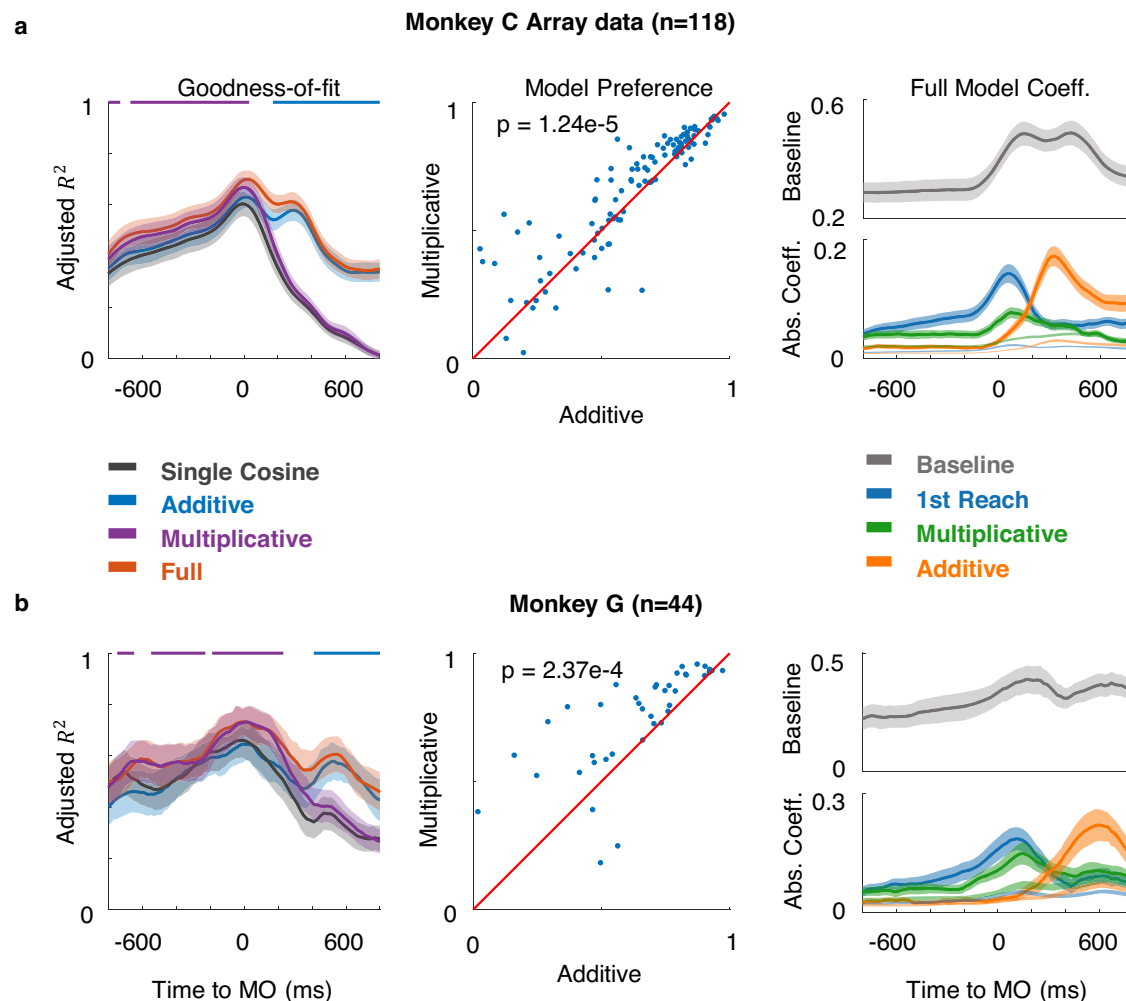 a
Monkey C Array data (n=118)
Goodness-of-fit
Model Preference
Full Model Coeff.
1
Adjusted R²
0
-600 0 600
1
p = 1.24e-5
Multiplicative
0
0 1
Additive
0.6
Baseline
0.2
0.2
Abs. Coeff.
0
-600 0 600
Single Cosine
Additive
Multiplicative
Full
Baseline
1st Reach
Multiplicative
Additive
b
Monkey G (n=44)
1
Adjusted R²
0
-600 0 600
Time to MO (ms)
1
p = 2.37e-4
Multiplicative
0
0 1
Additive
0.5
Baseline
0
0.3
Abs. Coeff.
0
-600 0 600
Time to MO (ms)